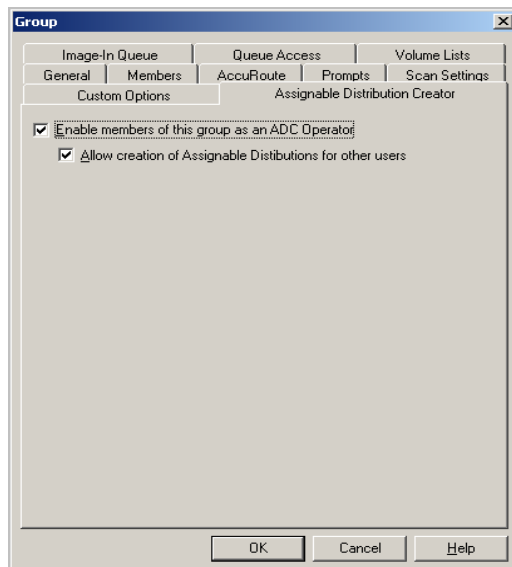 Group
Image-In Queue Queue Access Volume Lists
General Members AccuRoute Prompts Scan Settings
Custom Options Assignable Distribution Creator
Enable members of this group as an ADC Operator
Allow creation of Assignable Distibutions for other users
OK Cancel Help